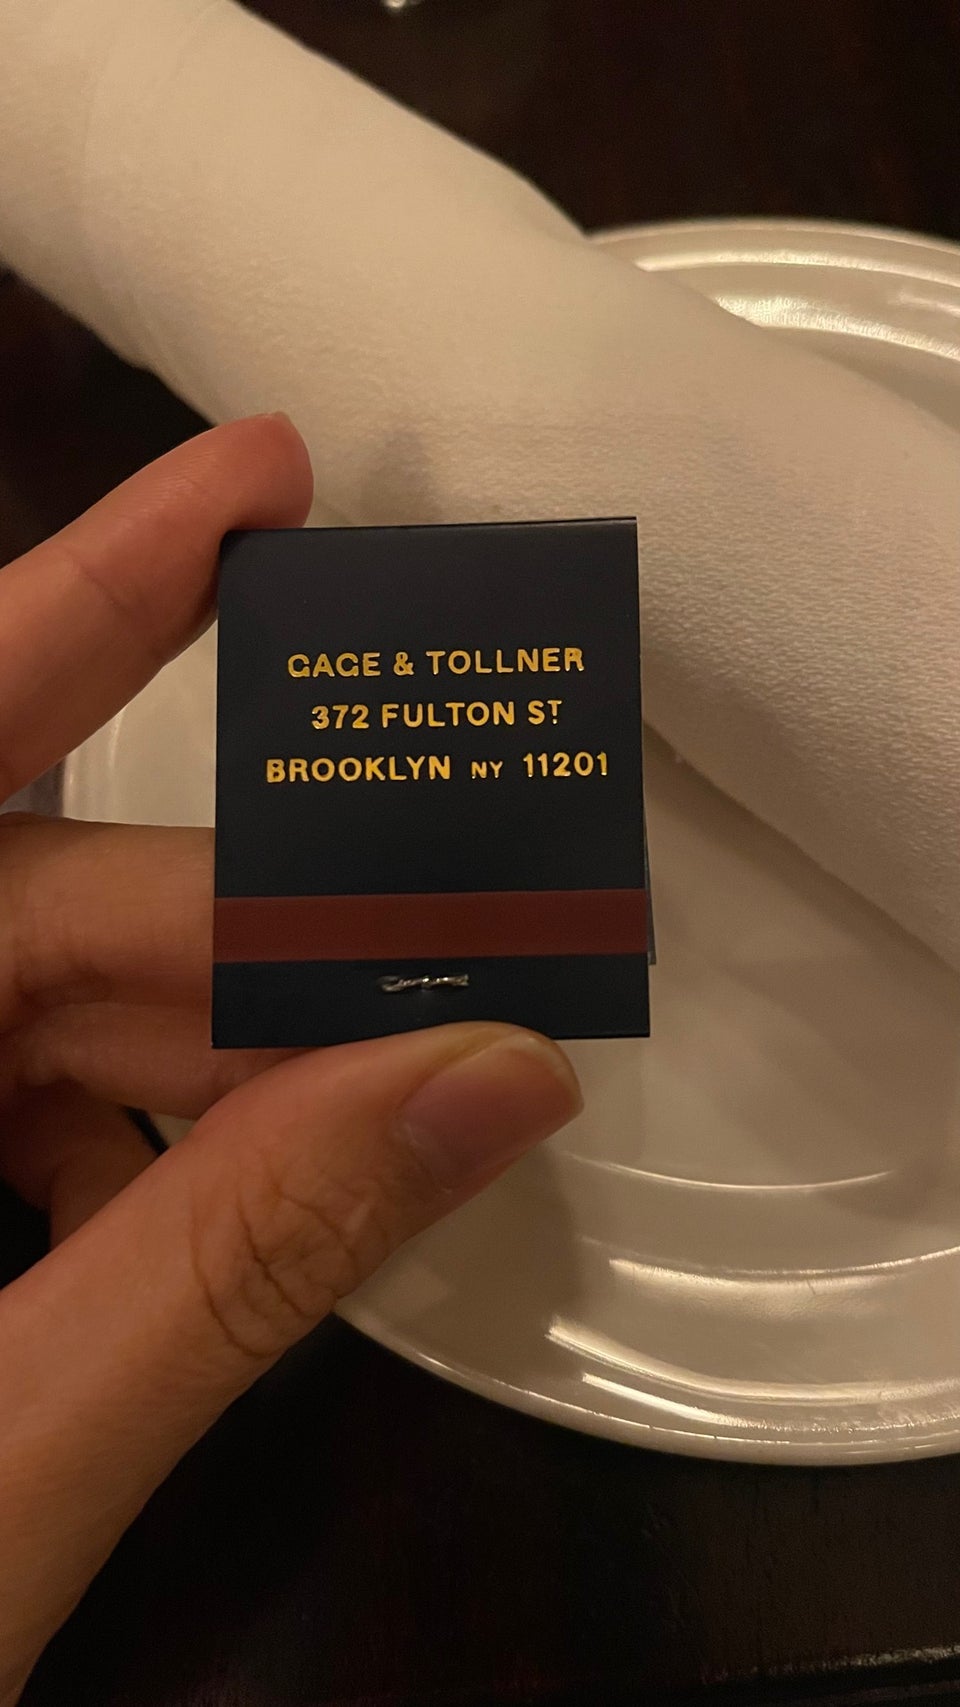 GAGE & TOLLNER
372 FULTON ST
BROOKLYN NY 11201